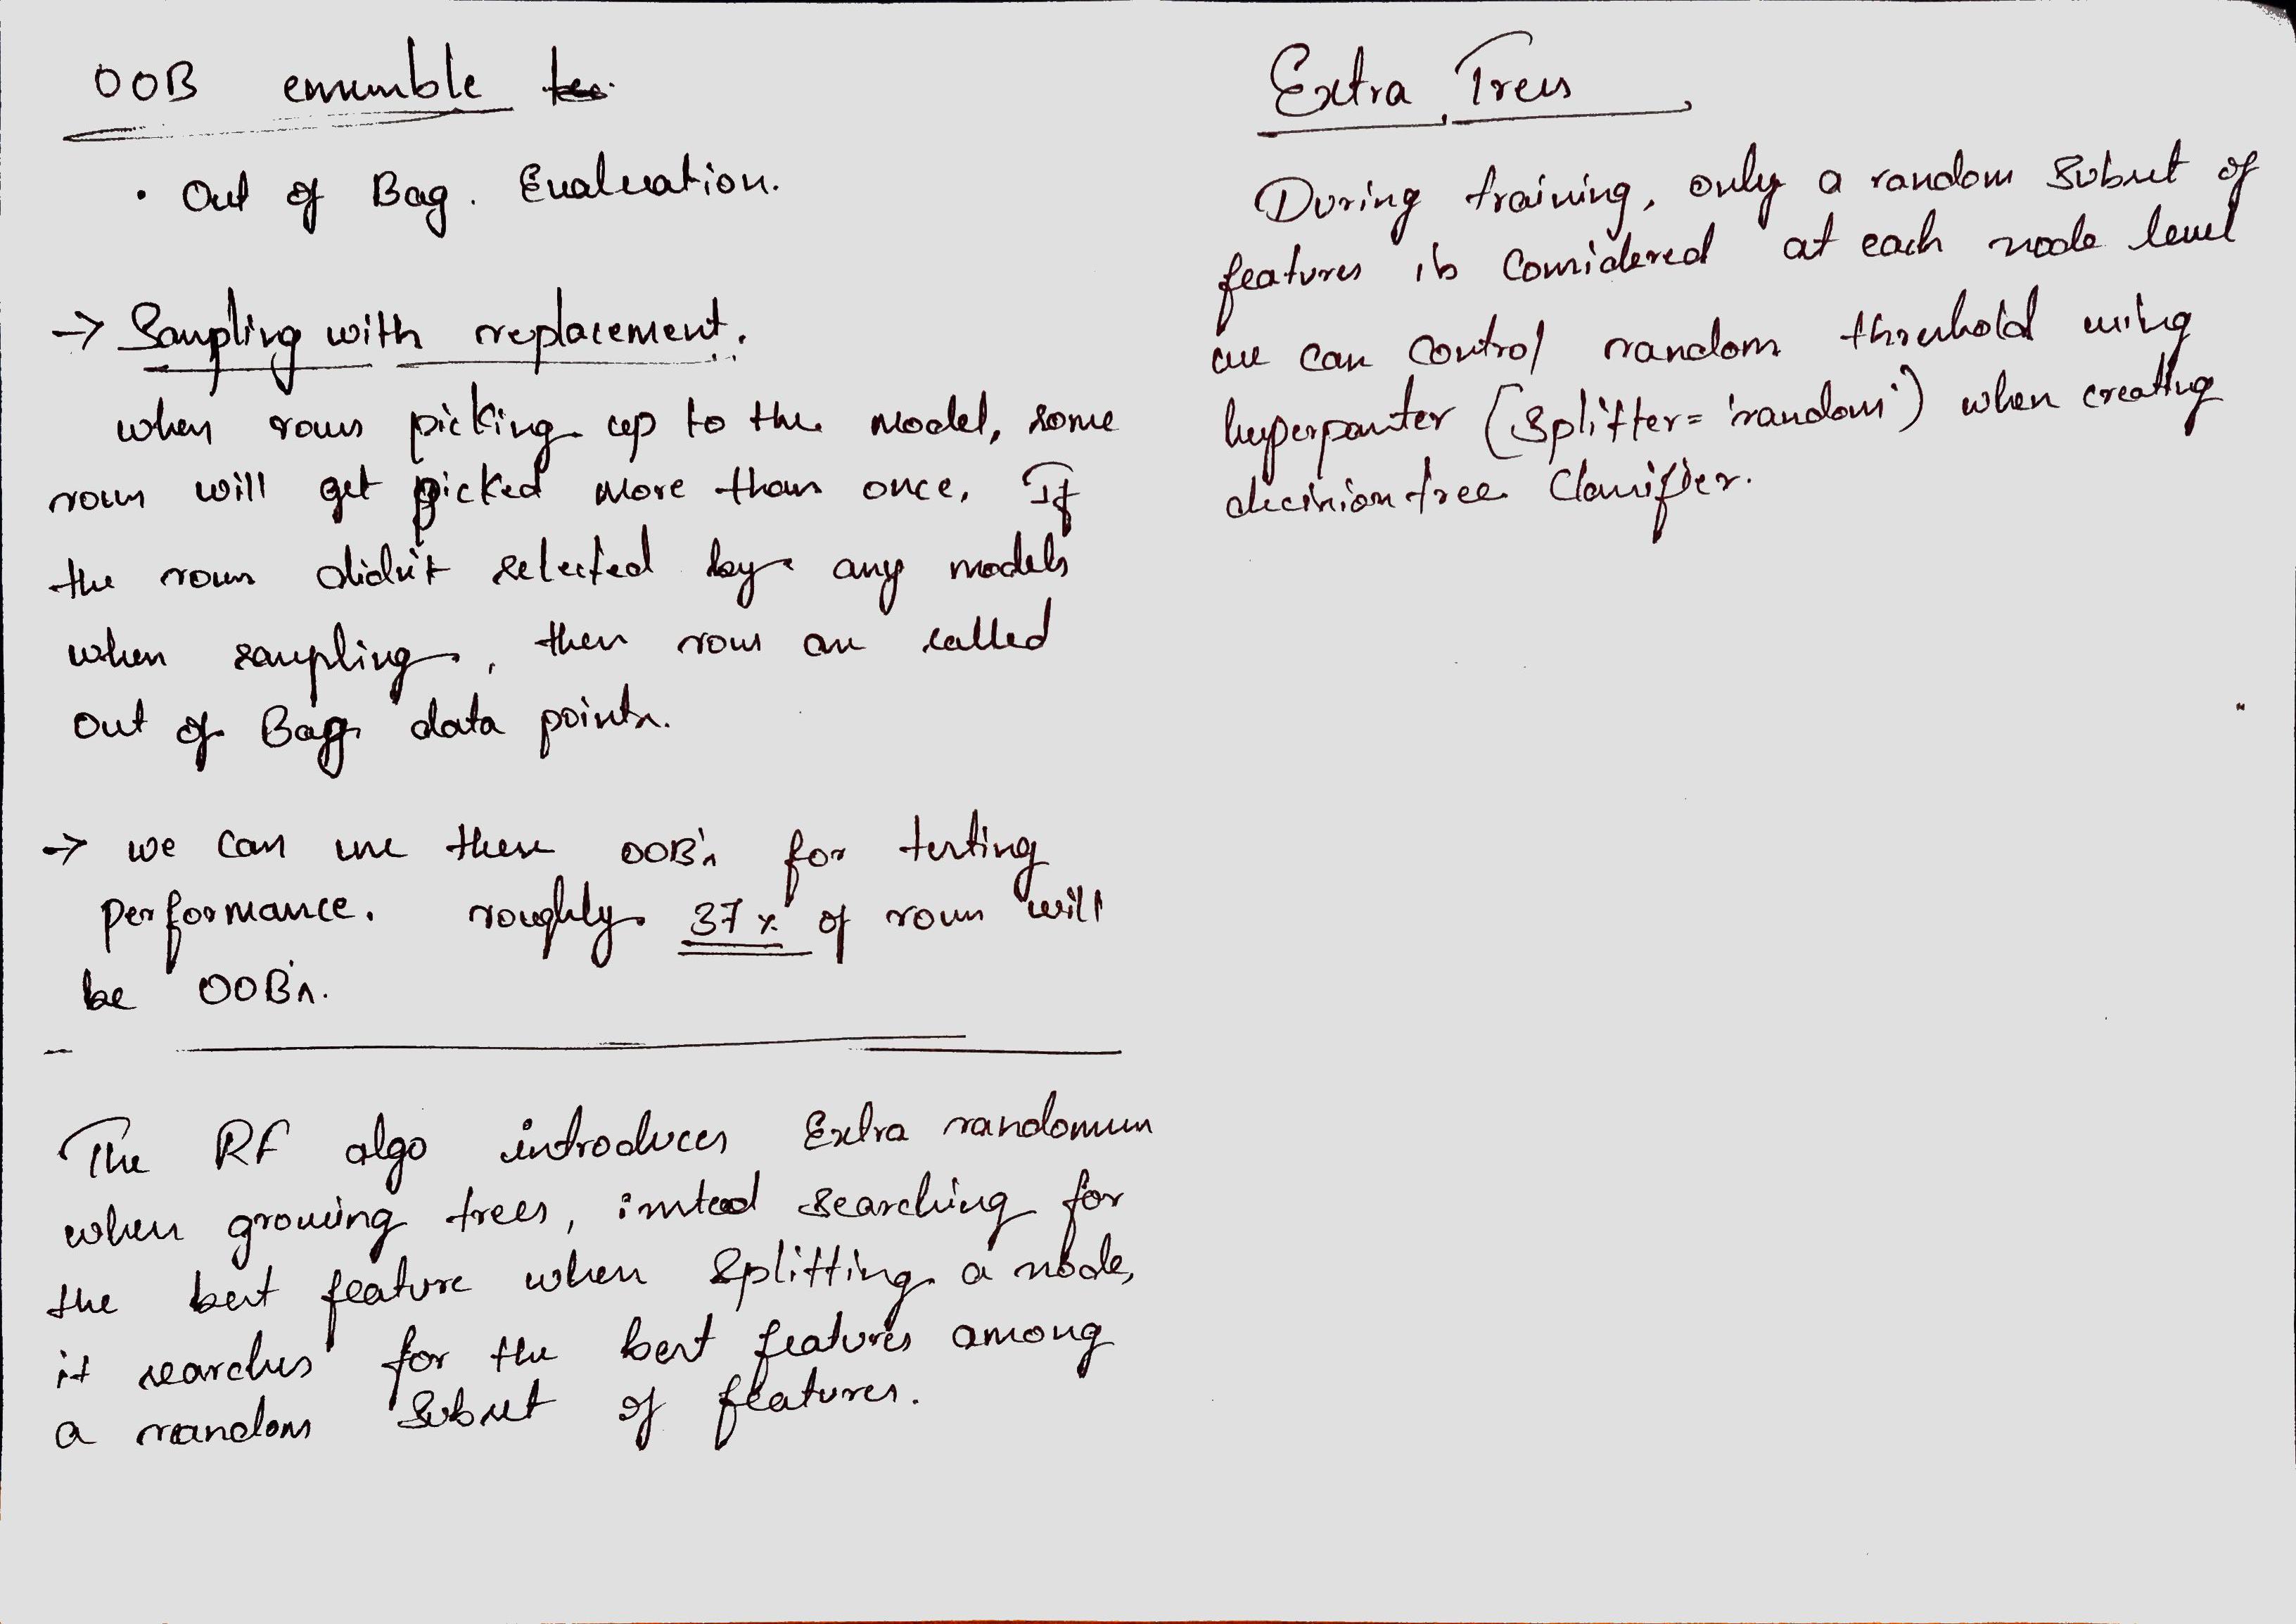 OOB ensemble
• Out of Bag. Evaluation.
→ Sampling with replacement.
when rows picking up to the model, some
rows will get picked more than once. If
the rows didn't selected by any models
when sampling, then rows are called
Out of Bag data points.
→ we can use these OOB's for testing
performance. roughly 37% of rows will
be OOB's.
The RF algo introduces Extra randomness
when growing trees, instead searching for
the best feature when splitting a node,
it searches for the best features among
a random subset of features.
Extra Trees
During training, only a random subset of
features is considered at each node level
we can control random threshold using
hyperpamter (splitter= 'random') when creating
decision tree Classifier.